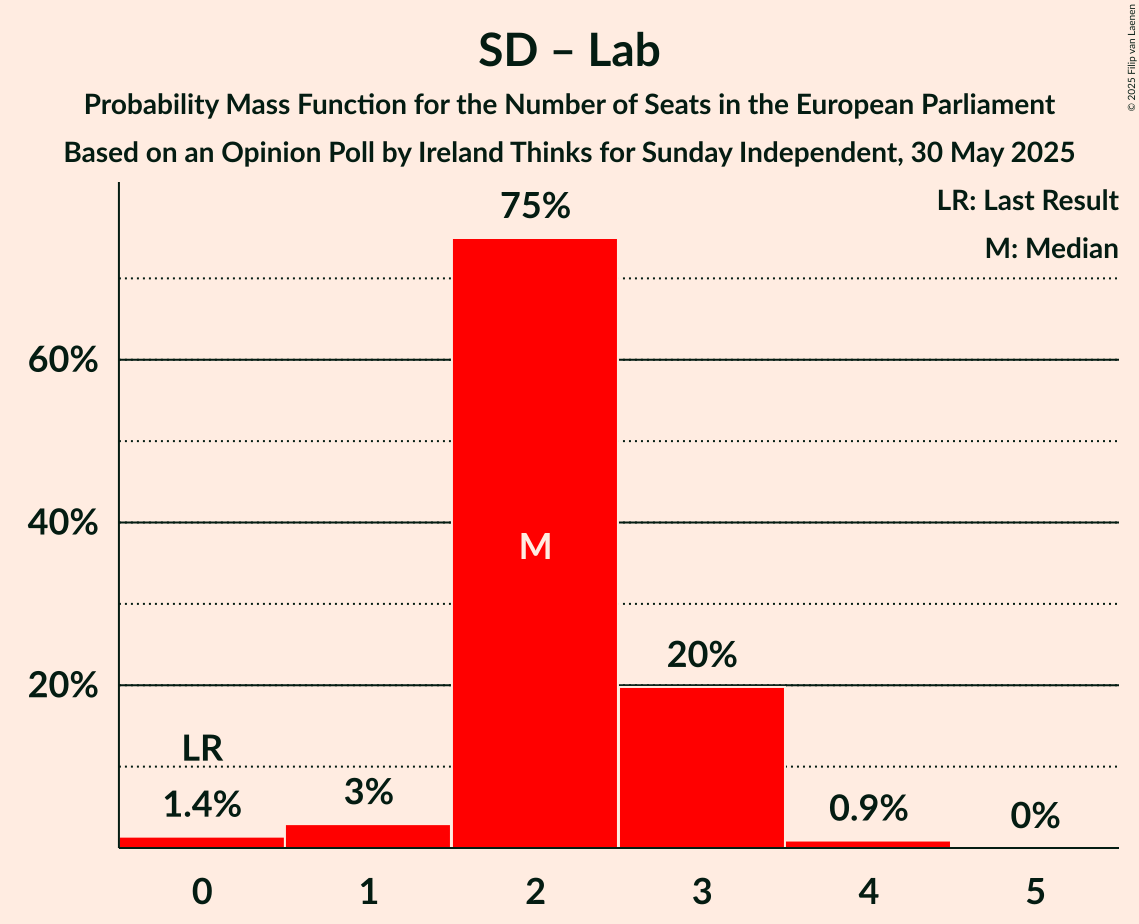 SD – Lab
Probability Mass Function for the Number of Seats in the European Parliament
Based on an Opinion Poll by Ireland Thinks for Sunday Independent, 30 May 2025
© 2025 Filip van Laenen
LR: Last Result
M: Median
75%
60%
40%
M
20%
20%
LR
1.4%
3%
0.9%
0%
0 1 2 3 4 5